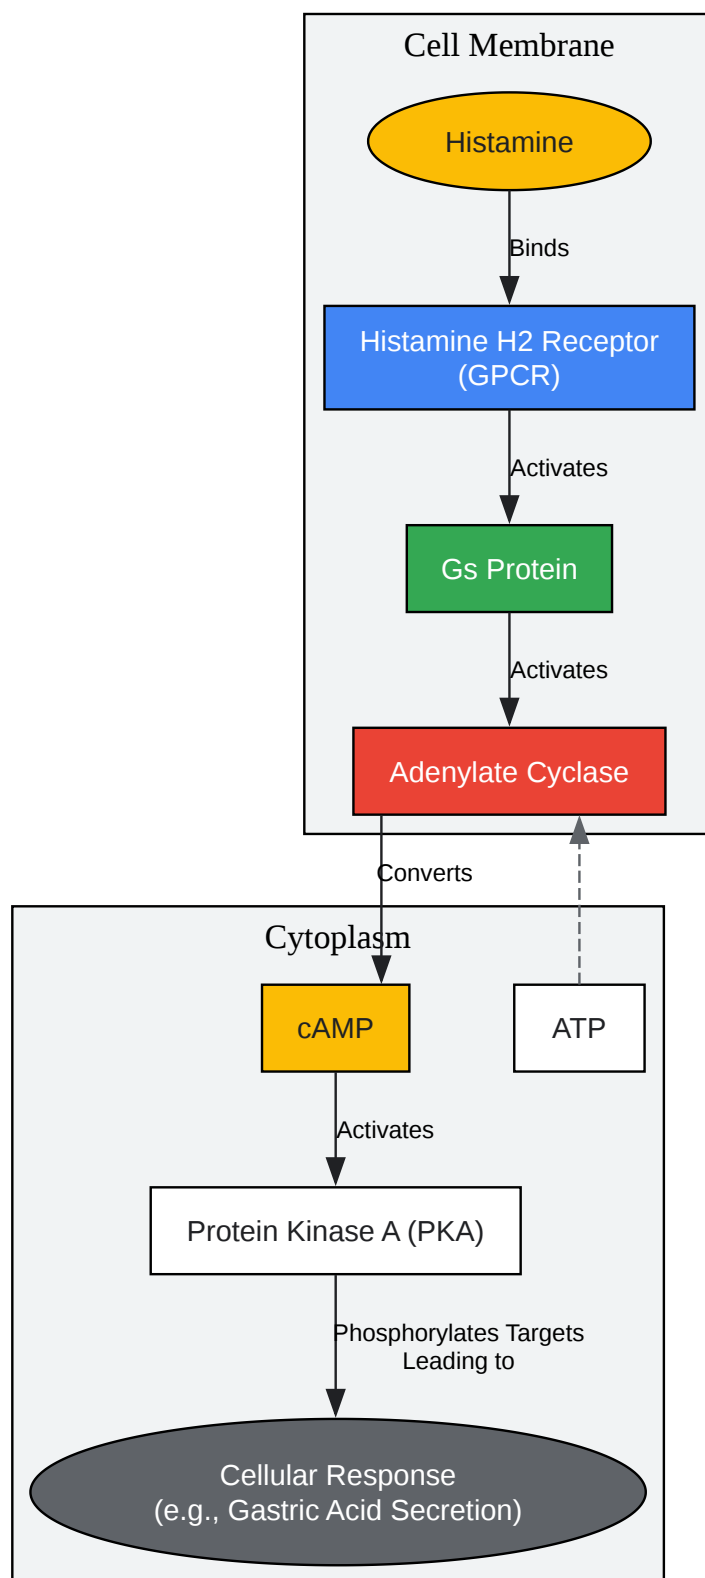 Cell Membrane
Histamine
Binds
Histamine H2 Receptor
(GPCR)
Activates
Gs Protein
Activates
Adenylate Cyclase
Converts
Cytoplasm
cAMP
ATP
Activates
Protein Kinase A (PKA)
Phosphorylates Targets
Leading to
Cellular Response
(e.g., Gastric Acid Secretion)